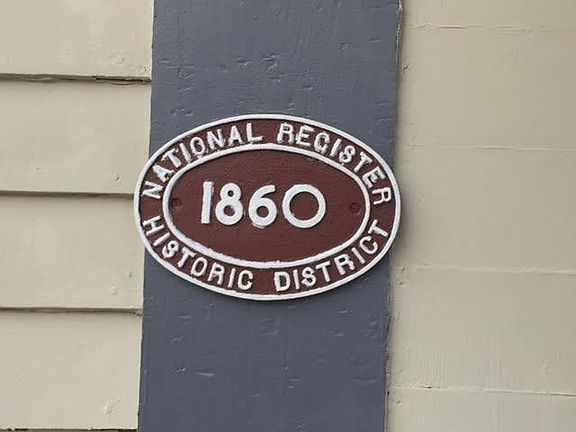 NATIONAL REGISTER
1860
HISTORIC DISTRICT